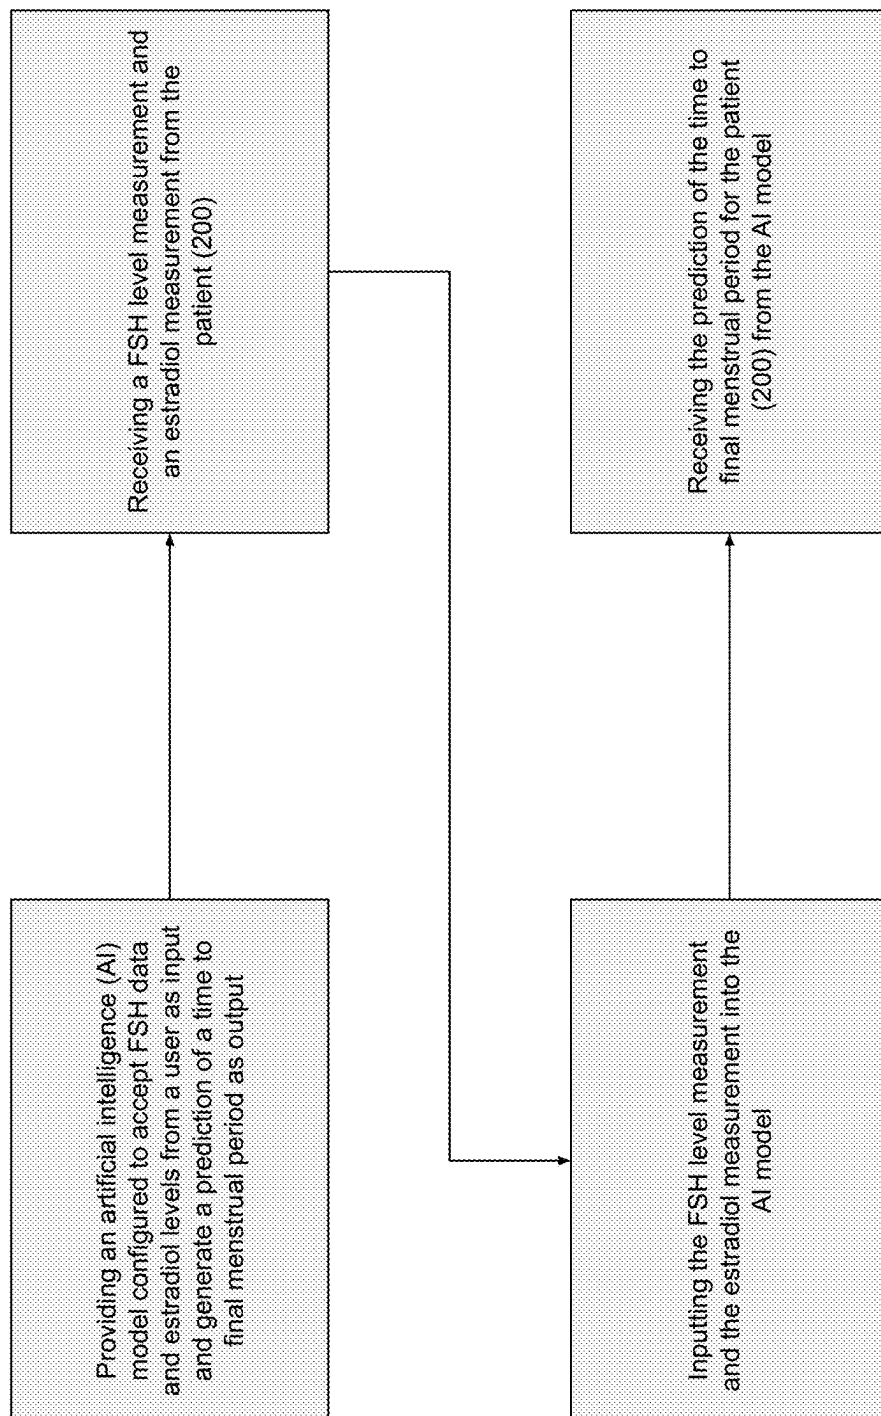 Providing an artificial intelligence (AI)
model configured to accept FSH data
and estradiol levels from a user as input
and generate a prediction of a time to
final menstrual period as output
Receiving a FSH level measurement and
an estradiol measurement from the
patient (200)
Inputting the FSH level measurement
and the estradiol measurement into the
AI model
Receiving the prediction of the time to
final menstrual period for the patient
(200) from the AI model